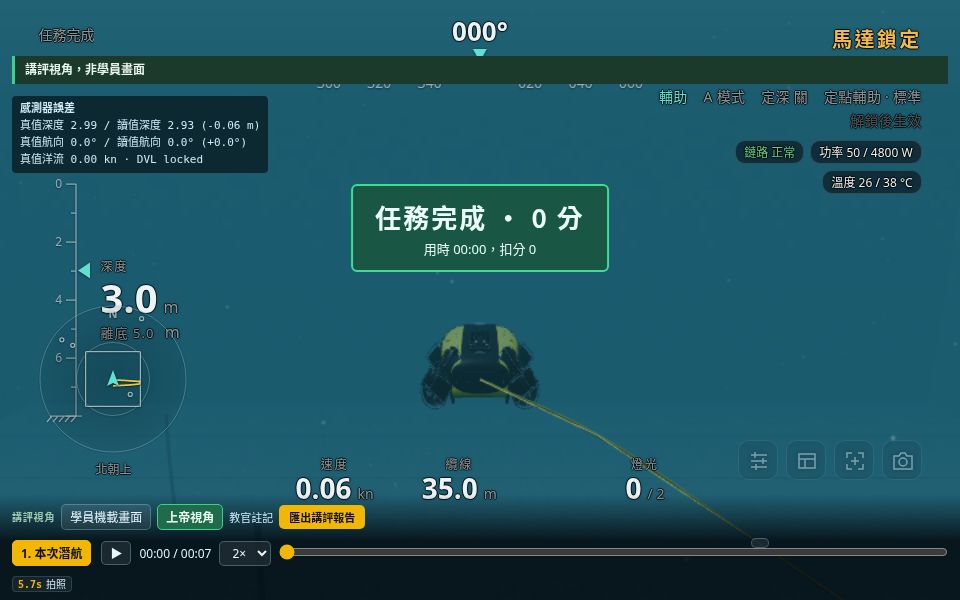 任務完成
000°
馬達鎖定
講評視角，非學員畫面
輔助 A 模式 定深 關 定點輔助 · 標準
解鎖後生效
感測器誤差
真值深度 2.99 / 讀值深度 2.93 (-0.06 m)
真值航向 0.0° / 讀值航向 0.0° (+0.0°)
真值洋流 0.00 kn · DVL locked
鏈路 正常 功率 50 / 4800 W
溫度 26 / 38 °C
任務完成 · 0 分
用時 00:00，扣分 0
0
2
4
6
深度
3.0 m
離底 5.0 m
N
北朝上
速度
0.06 kn
纜線
35.0 m
燈光
0 / 2
講評視角 學員機載畫面 上帝視角 教官註記 匯出講評報告
1. 本次潛航 00:00 / 00:07 2×
5.7s 拍照